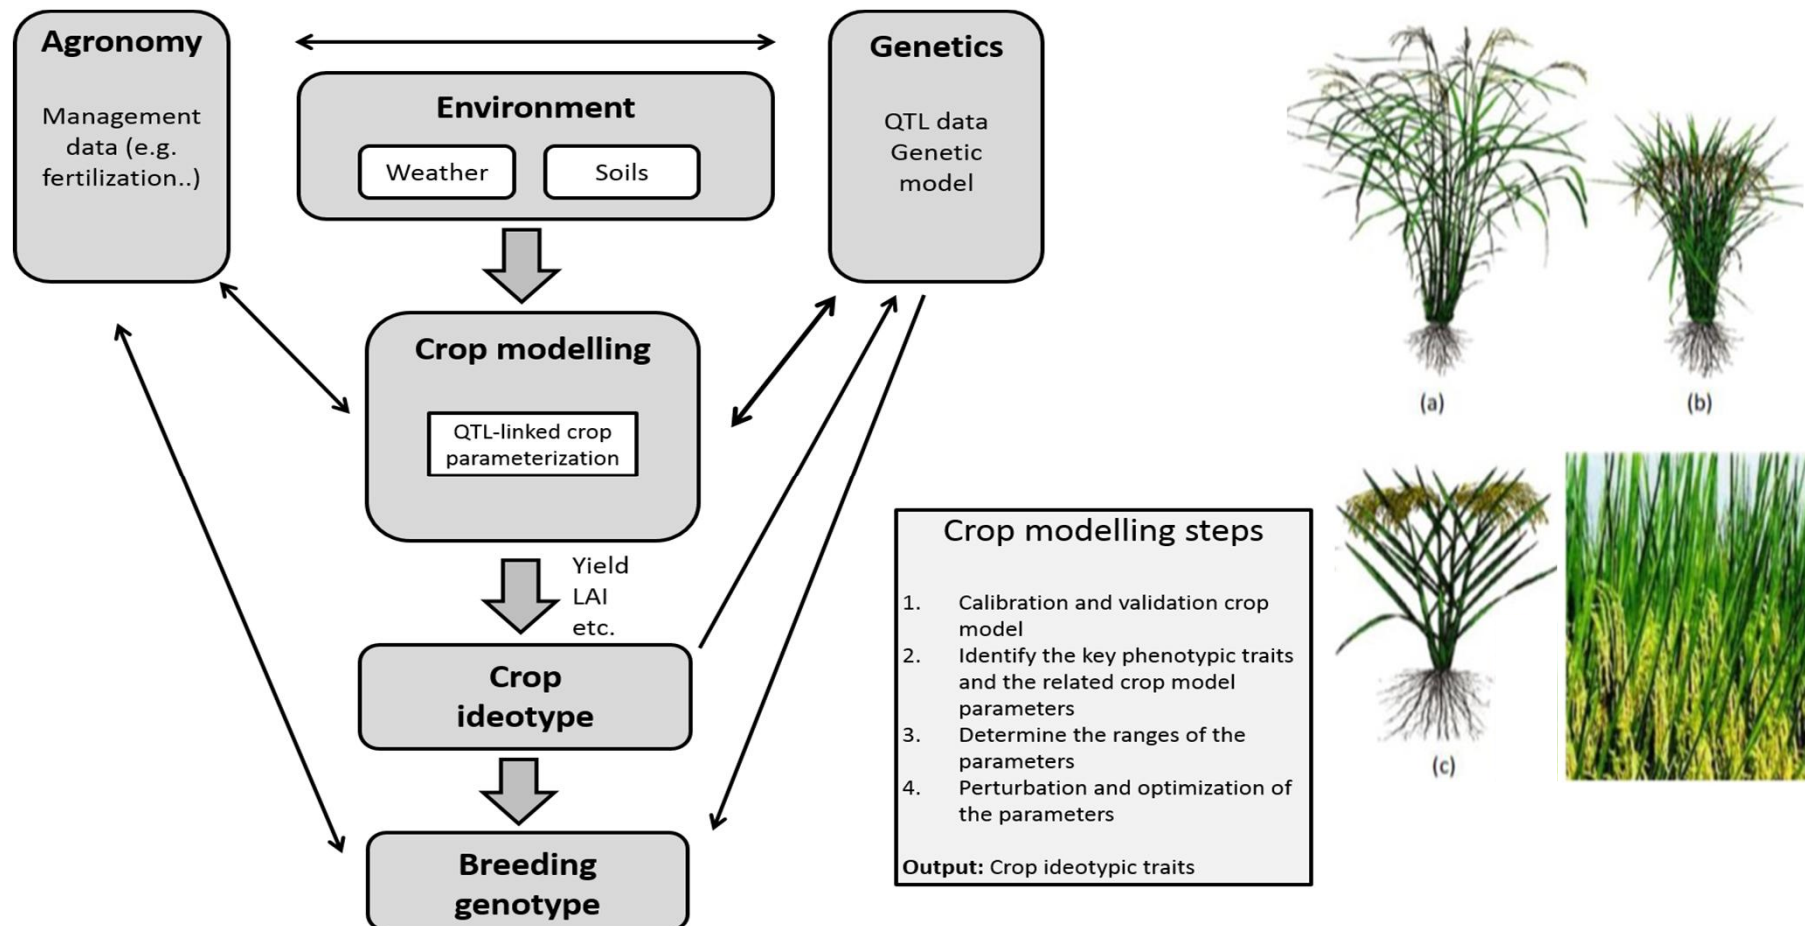 Agronomy
Management
data (e.g.
fertilization..)
Environment
Weather
Soils
Genetics
QTL data
Genetic
model
Crop modelling
QTL-linked crop
parameterization
Yield
LAI
etc.
Crop
ideotype
Breeding
genotype
Crop modelling steps
1. Calibration and validation crop
model
2. Identify the key phenotypic traits
and the related crop model
parameters
3. Determine the ranges of the
parameters
4. Perturbation and optimization of
the parameters
Output: Crop ideotypic traits
(a)
(b)
(c)